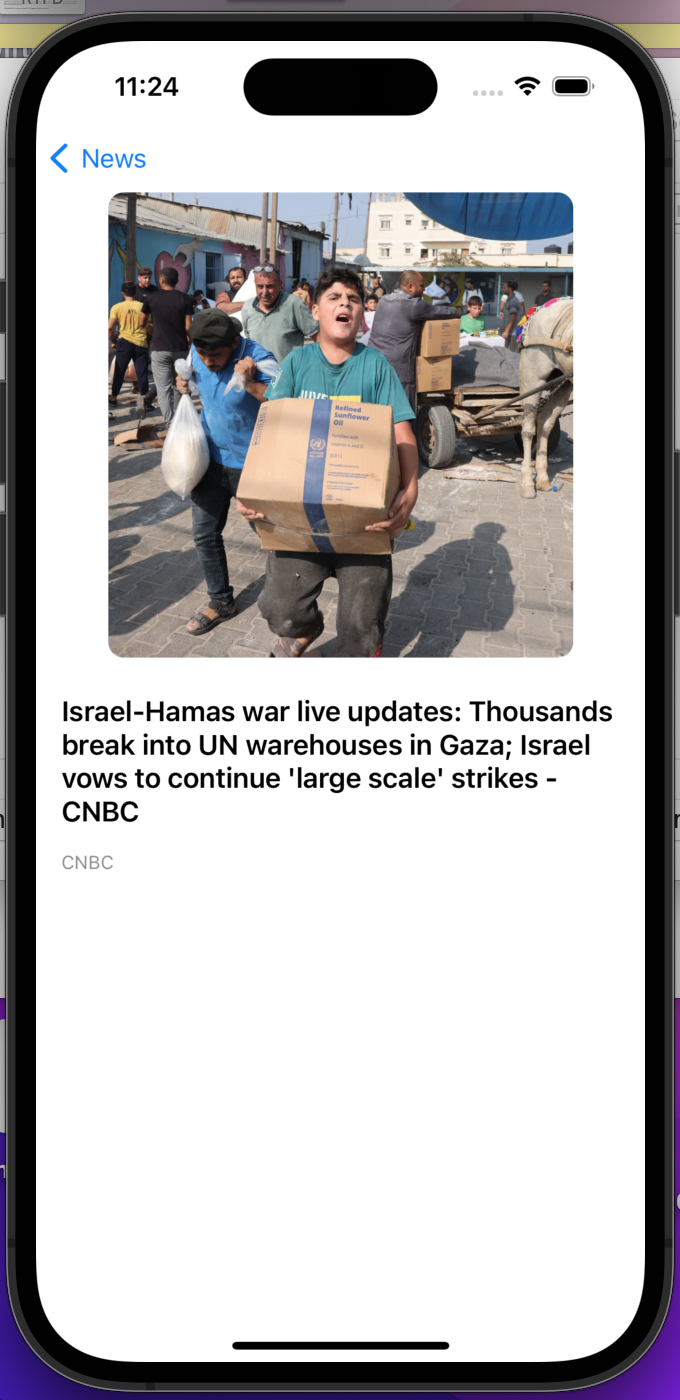 11:24
News
Refined
Sunflower
Oil
Israel-Hamas war live updates: Thousands
break into UN warehouses in Gaza; Israel
vows to continue 'large scale' strikes -
CNBC
CNBC